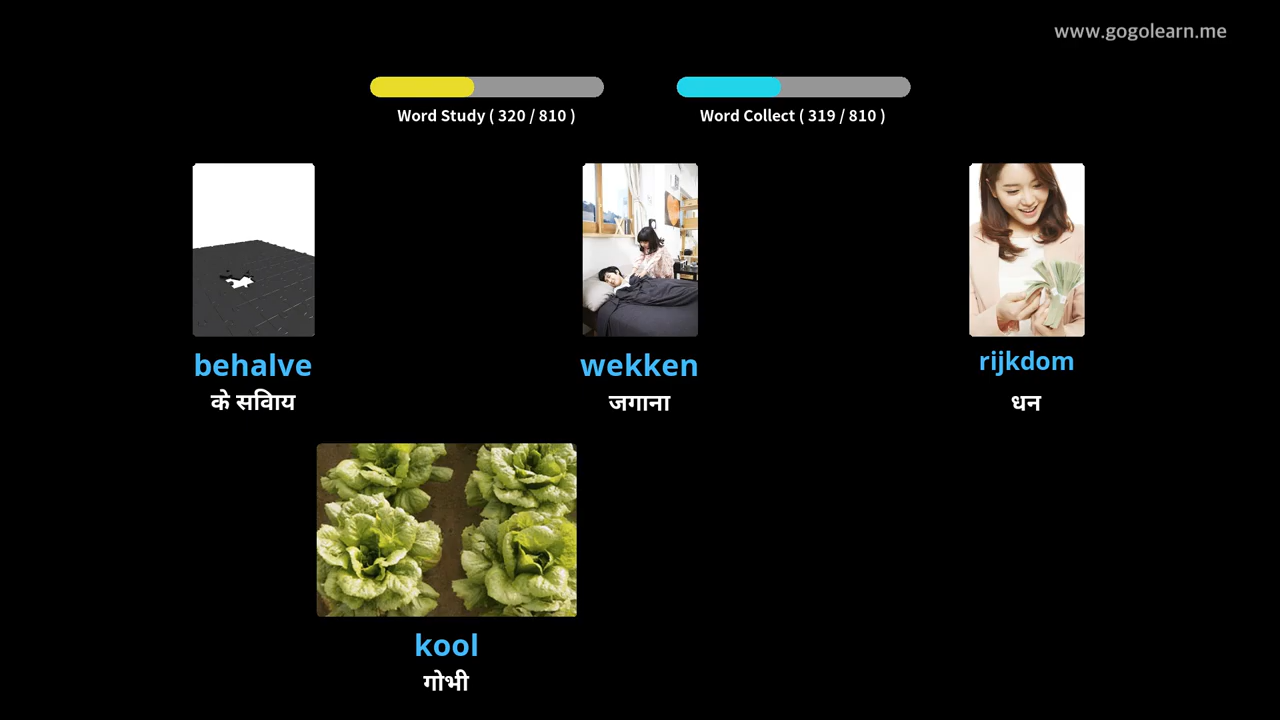 www.gogolearn.me
Word Study ( 320 / 810 )
Word Collect ( 319 / 810 )
behalve
के सिवाय
wekken
जगाना
rijkdom
धन
kool
गोभी